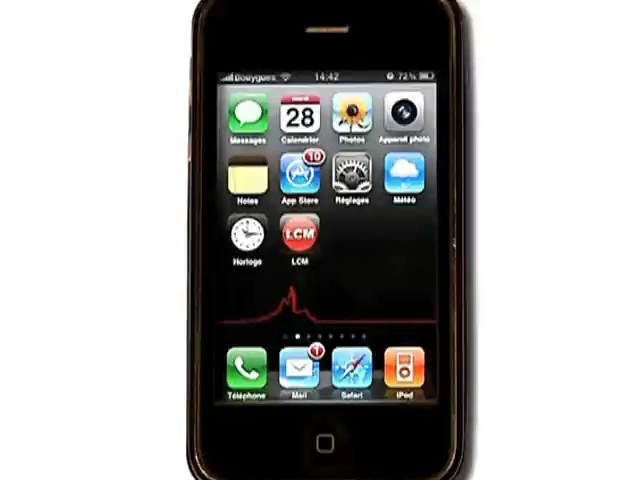 Bouygues 14:42 72%
mardi
28
Messages Calendrier Photos Appareil photo
10
Notes App Store Réglages Météo
LCM
Horloge LCM
1
Téléphone Mail Safari iPod